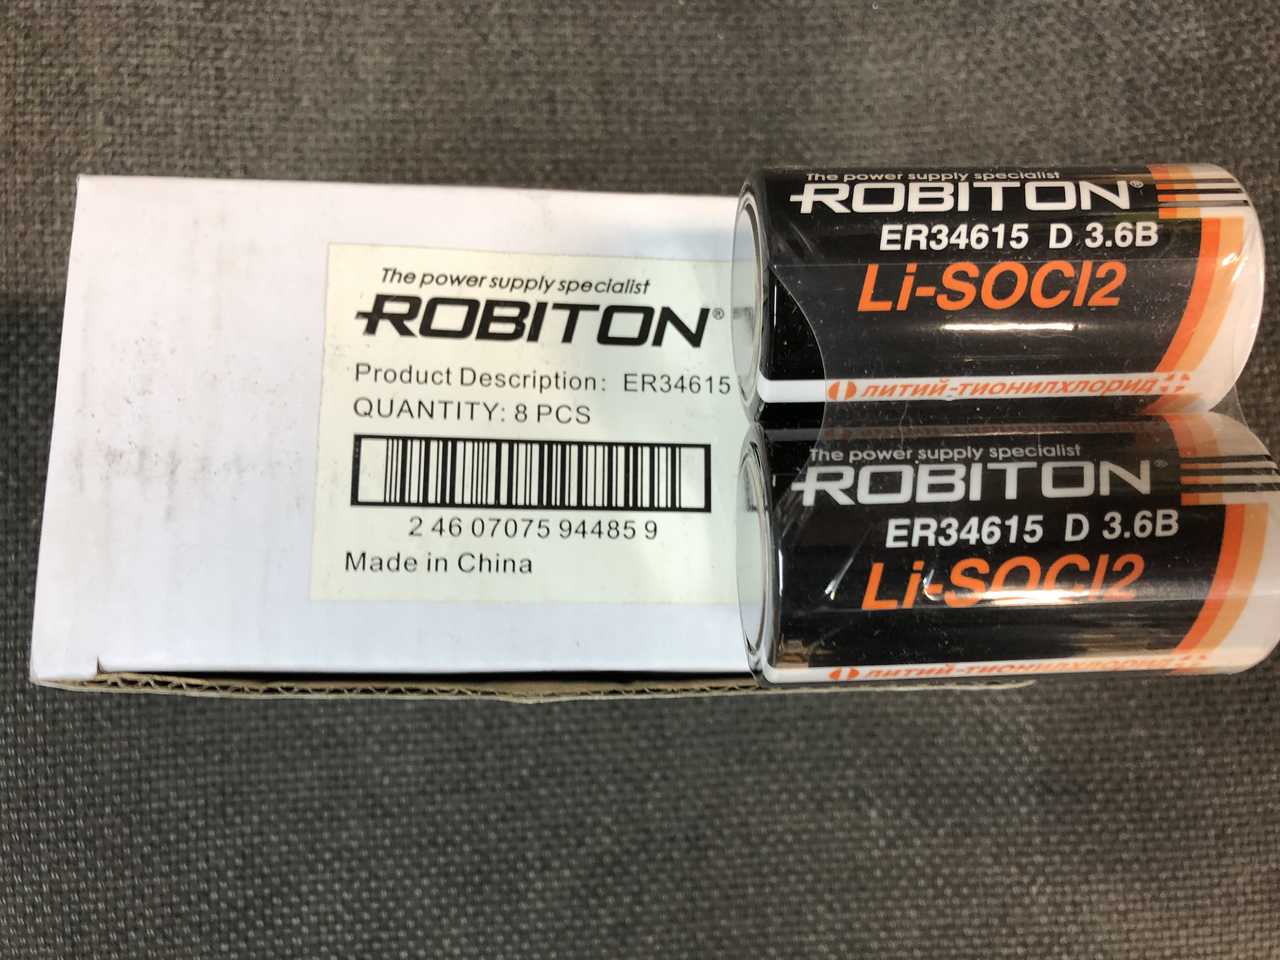 The power supply specialist
ROBITON®
Product Description: ER34615
QUANTITY: 8 PCS
2 46 07075 94485 9
Made in China
The power supply specialist
ROBITON®
ER34615 D 3.6В
Li-SOCl2
ЛИТИЙ-ТИОНИЛХЛОРИД
The power supply specialist
ROBITON®
ER34615 D 3.6В
Li-SOCl2
ЛИТИЙ-ТИОНИЛХЛОРИД